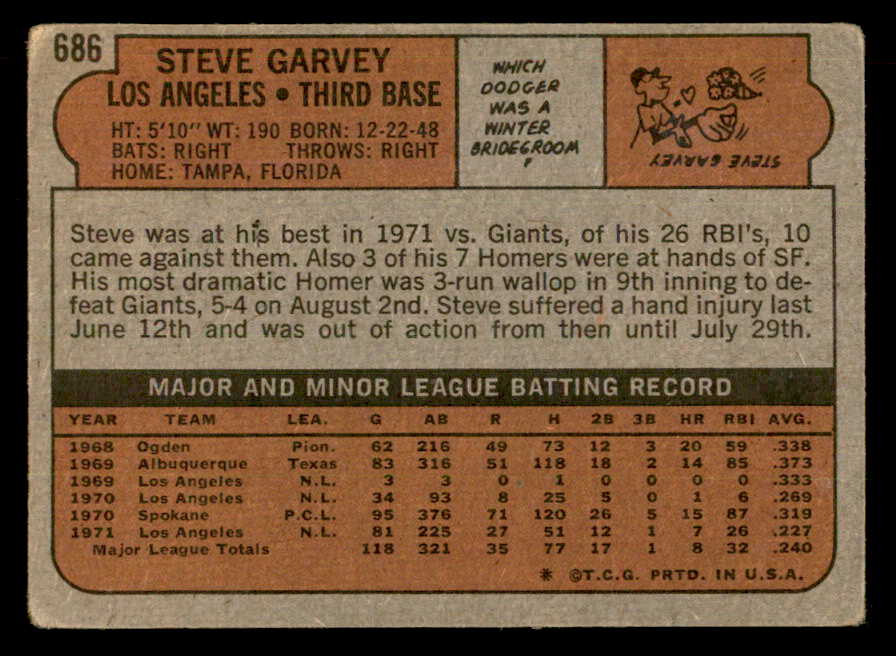 686
STEVE GARVEY
LOS ANGELES • THIRD BASE
HT: 5'10" WT: 190 BORN: 12-22-48
BATS: RIGHT THROWS: RIGHT
HOME: TAMPA, FLORIDA
WHICH
DODGER
WAS A
WINTER
BRIDEGROOM
?
STEVE GARVEY
Steve was at his best in 1971 vs. Giants, of his 26 RBI's, 10
came against them. Also 3 of his 7 Homers were at hands of SF.
His most dramatic Homer was 3-run wallop in 9th inning to de-
feat Giants, 5-4 on August 2nd. Steve suffered a hand injury last
June 12th and was out of action from then until July 29th.
MAJOR AND MINOR LEAGUE BATTING RECORD
YEAR TEAM LEA. G AB R H 2B 3B HR RBI AVG.
1968 Ogden Pion. 62 216 49 73 12 3 20 59 .338
1969 Albuquerque Texas 83 316 51 118 18 2 14 85 .373
1969 Los Angeles N.L. 3 3 0 1 0 0 0 0 .333
1970 Los Angeles N.L. 34 93 8 25 5 0 1 6 .269
1970 Spokane P.C.L. 95 376 71 120 26 5 15 87 .319
1971 Los Angeles N.L. 81 225 27 51 12 1 7 26 .227
Major League Totals 118 321 35 77 17 1 8 32 .240
* ©T.C.G. PRTD. IN U.S.A.